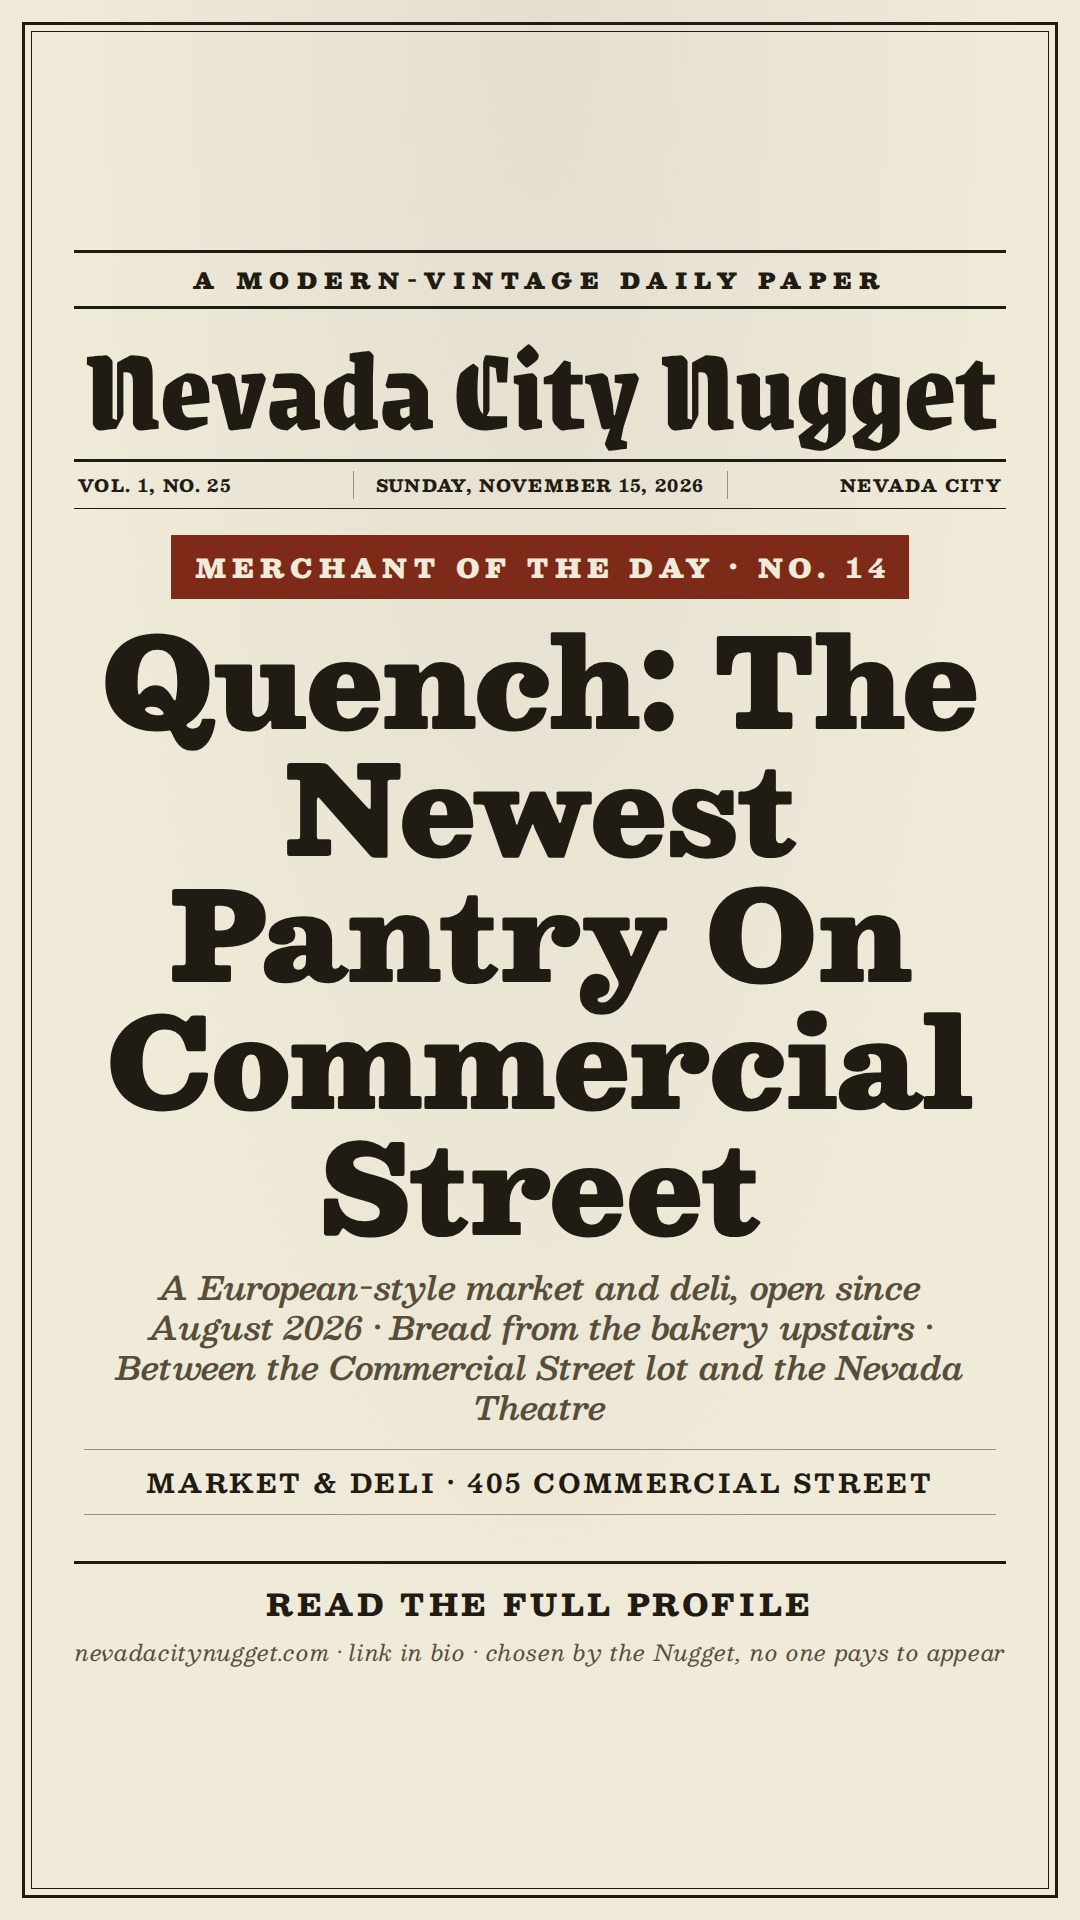 A MODERN-VINTAGE DAILY PAPER
Nevada City Nugget
VOL. 1, NO. 25 SUNDAY, NOVEMBER 15, 2026 NEVADA CITY
MERCHANT OF THE DAY · NO. 14
Quench: The
Newest
Pantry On
Commercial
Street
A European-style market and deli, open since
August 2026 · Bread from the bakery upstairs ·
Between the Commercial Street lot and the Nevada
Theatre
MARKET & DELI · 405 COMMERCIAL STREET
READ THE FULL PROFILE
nevadacitynugget.com · link in bio · chosen by the Nugget, no one pays to appear